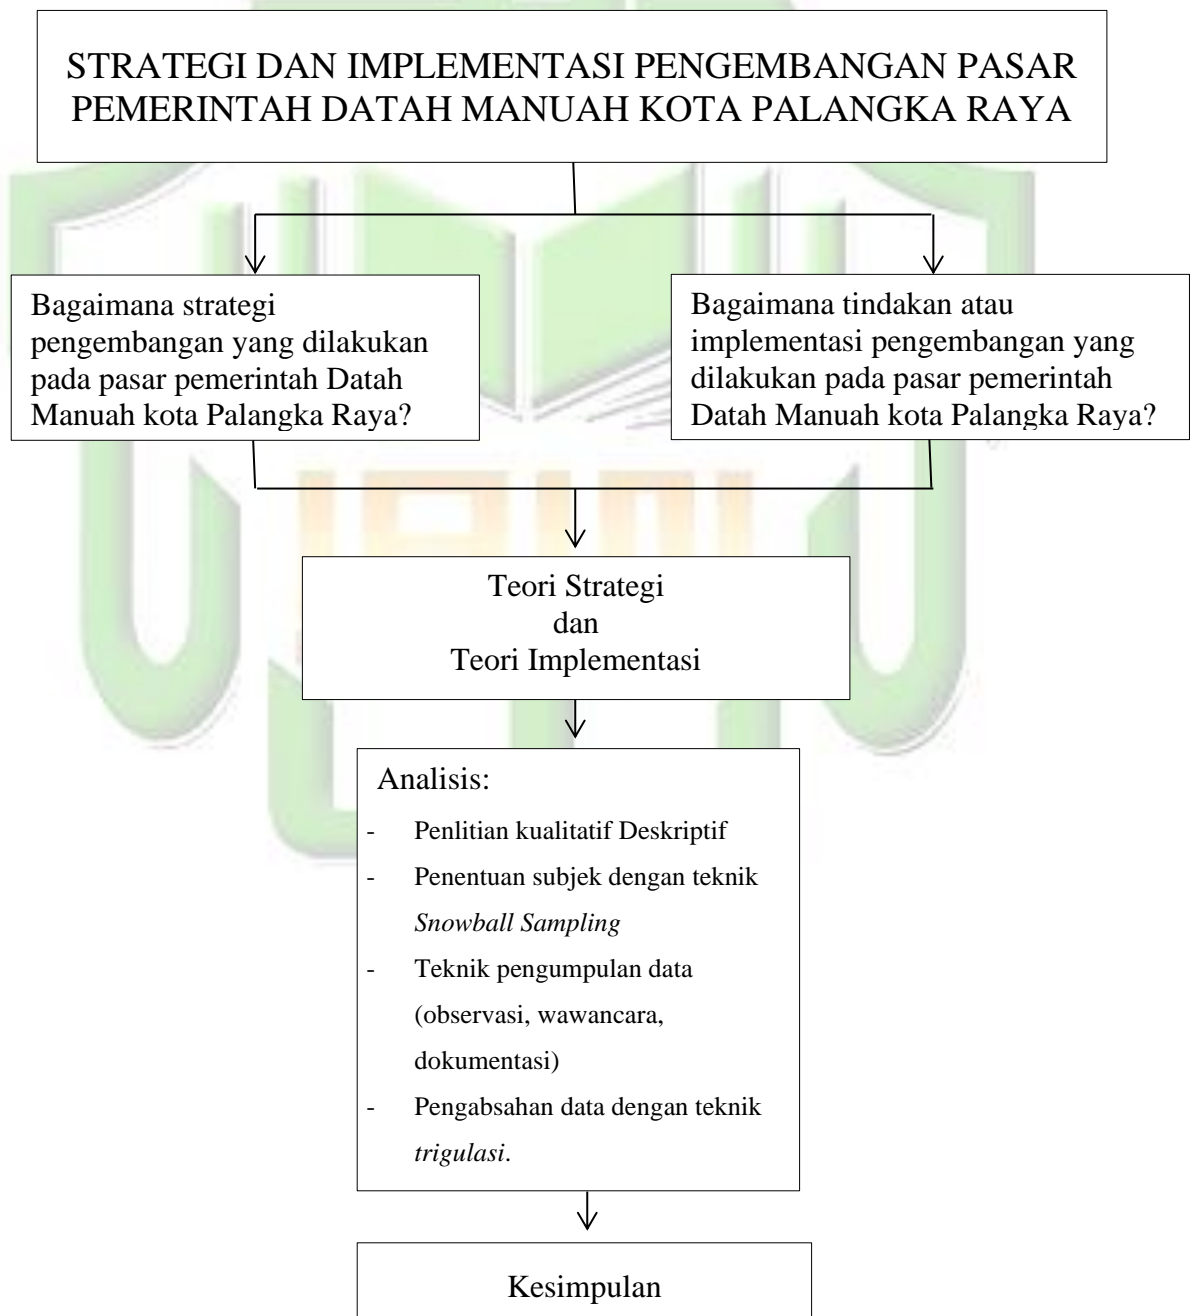 STRATEGI DAN IMPLEMENTASI PENGEMBANGAN PASAR
PEMERINTAH DATAH MANUAH KOTA PALANGKA RAYA
Bagaimana strategi
pengembangan yang dilakukan
pada pasar pemerintah Datah
Manuah kota Palangka Raya?
Bagaimana tindakan atau
implementasi pengembangan yang
dilakukan pada pasar pemerintah
Datah Manuah kota Palangka Raya?
Teori Strategi
dan
Teori Implementasi
Analisis:
- Penlitian kualitatif Deskriptif
- Penentuan subjek dengan teknik
Snowball Sampling
- Teknik pengumpulan data
(observasi, wawancara,
dokumentasi)
- Pengabsahan data dengan teknik
trigulasi.
Kesimpulan